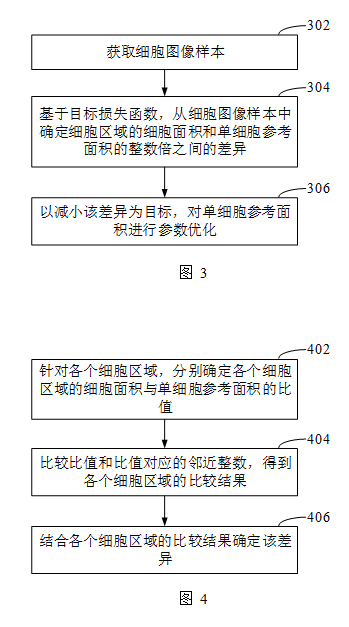 302
获取细胞图像样本
304
基于目标损失函数，从细胞图像样本中
确定细胞区域的细胞面积和单细胞参考
面积的整数倍之间的差异
306
以减小该差异为目标，对单细胞参考面
积进行参数优化
图 3
402
针对各个细胞区域，分别确定各个细胞
区域的细胞面积与单细胞参考面积的比
值
404
比较比值和比值对应的邻近整数，得到
各个细胞区域的比较结果
406
结合各个细胞区域的比较结果确定该差
异
图 4